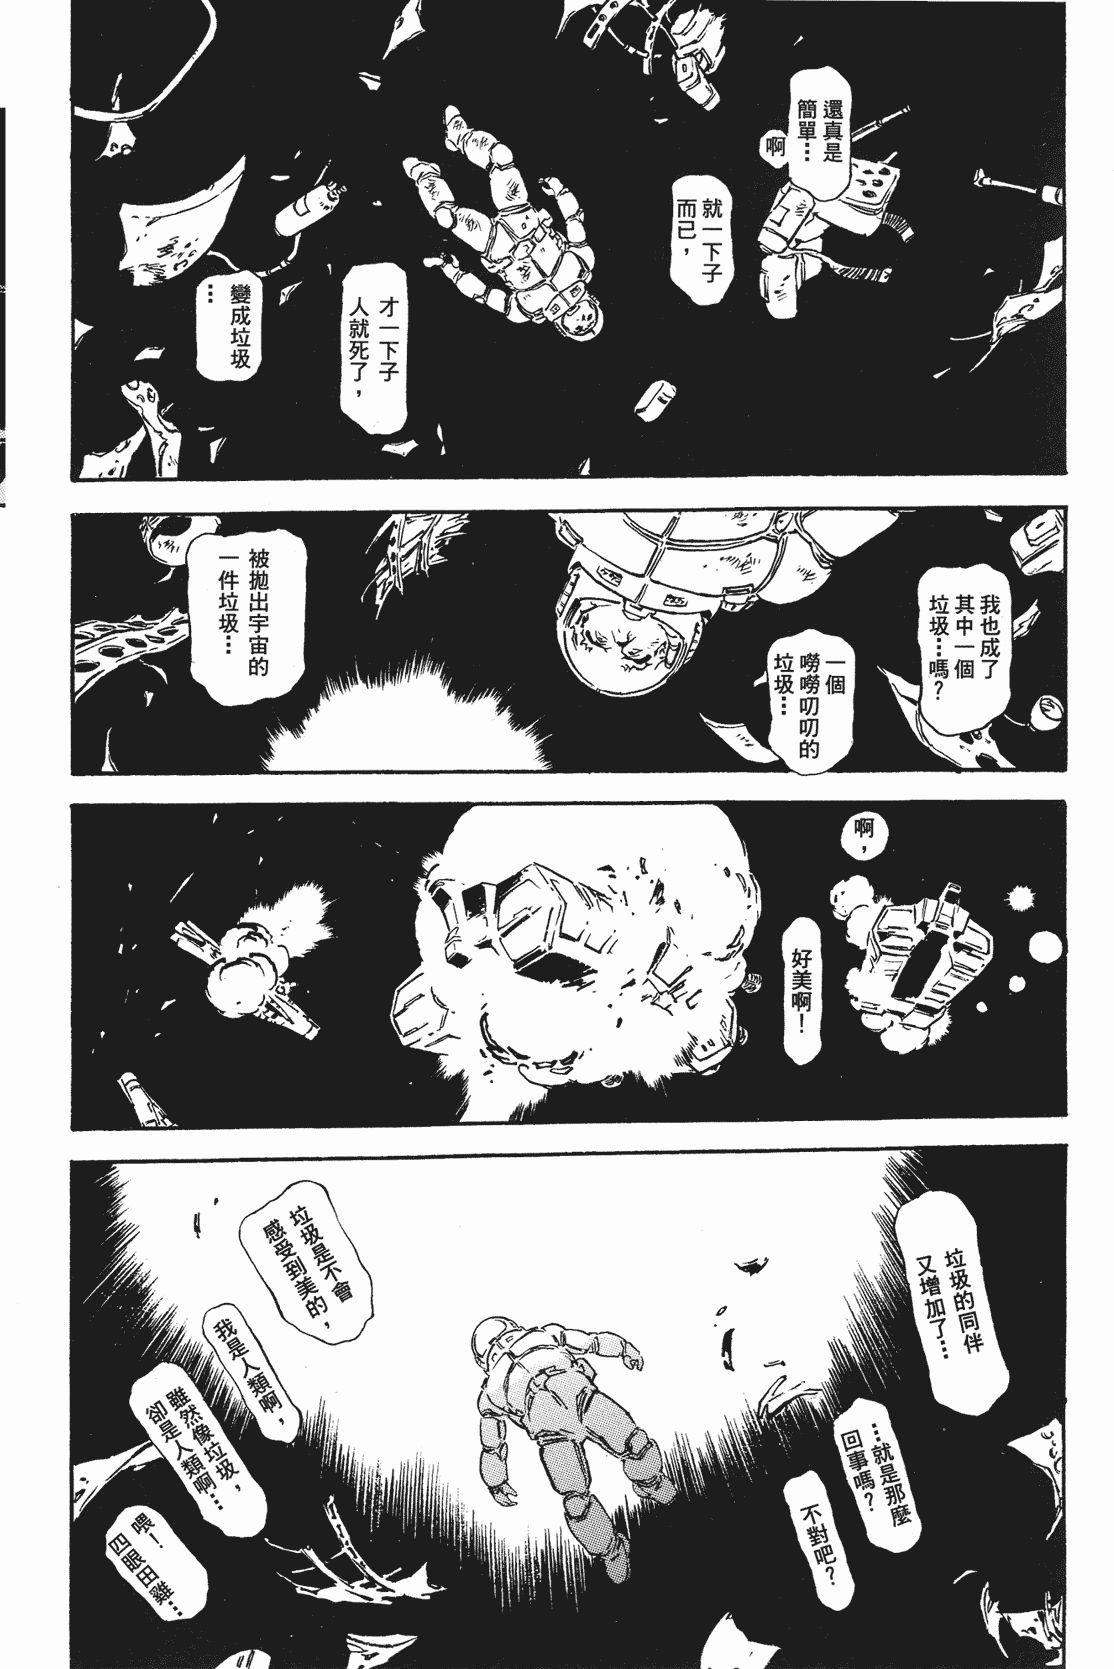 還真是
簡單…
啊
就一下子
而已，
才一下子
人就死了，
變成垃圾
…
我也成了
其中一個
垃圾…嗎？
一個
嘮嘮叨叨的
垃圾…
被拋出宇宙的
一件垃圾…
啊，
好美啊！
垃圾的同伴
又增加了…
…就是那麼
回事嗎？
不對吧？
垃圾是不會
感受到美的，
我是人類啊，
雖然像垃圾，
卻是人類啊…
喂！
四眼田雞…